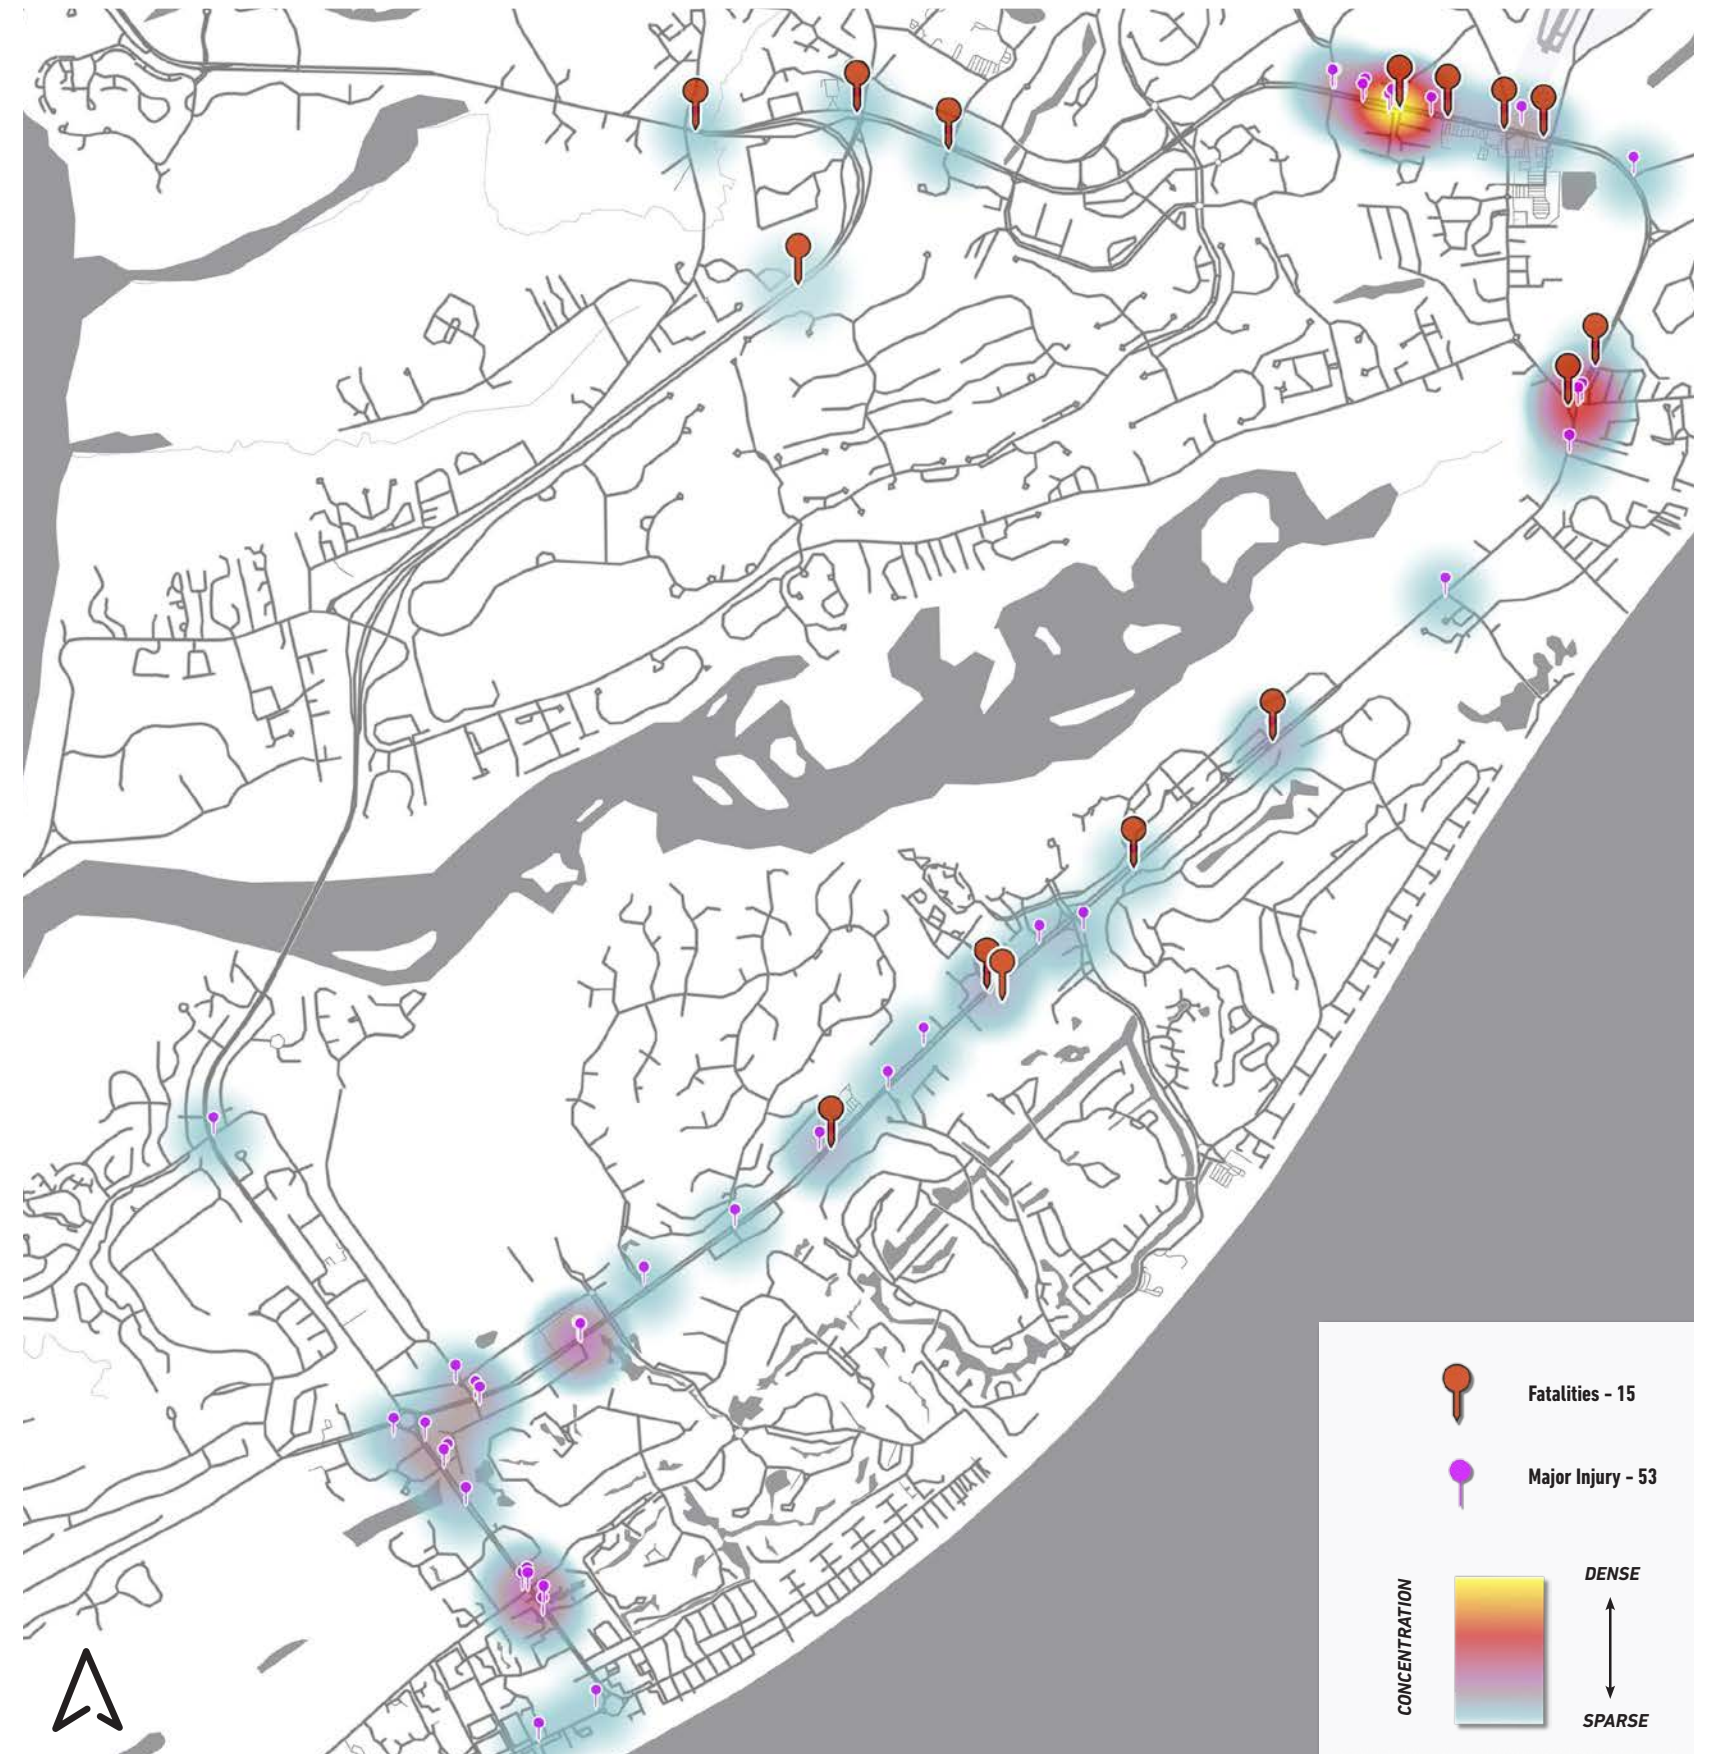 Fatalities - 15
Major Injury - 53
CONCENTRATION
DENSE
SPARSE